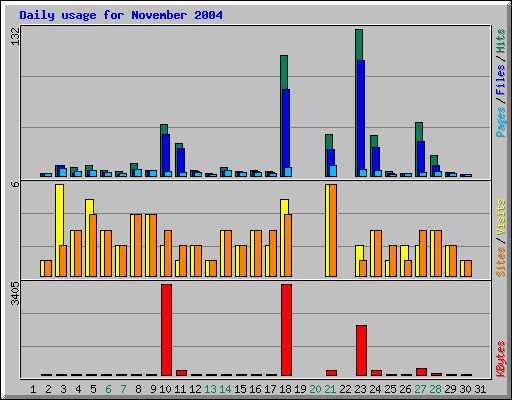 Daily usage for November 2004
132
Pages / Files / Hits
6
Sites / Visits
3405
KBytes
1 2 3 4 5 6 7 8 9 10 11 12 13 14 15 16 17 18 19 20 21 22 23 24 25 26 27 28 29 30 31